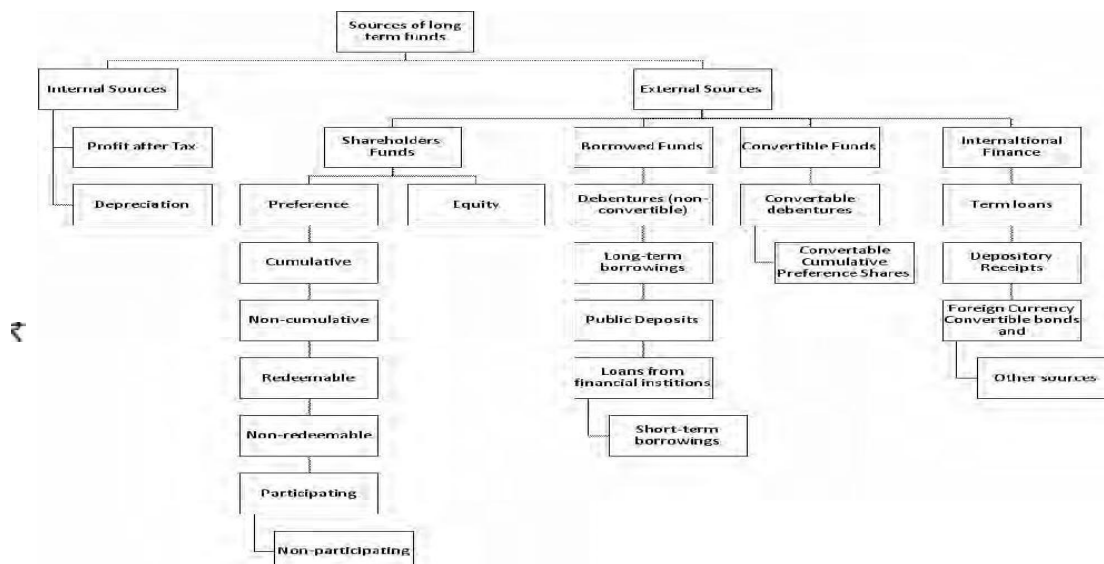 Sources of long
term funds
Internal Sources
External Sources
Profit after Tax
Shareholders
Funds
Borrowed Funds
Convertible Funds
Internaltional
Finance
Depreciation
Preference
Equity
Debentures (non-
convertible)
Convertable
debentures
Term loans
Cumulative
Long-term
borrowings
Convertable
Cumulative
Preference Shares
Depository
Receipts
₹
Non-cumulative
Public Deposits
Foreign Currency
Convertible bonds
and
Redeemable
Loans from
financial institions
Other sources
Non-redeemable
Short-term
borrowings
Participating
Non-participating